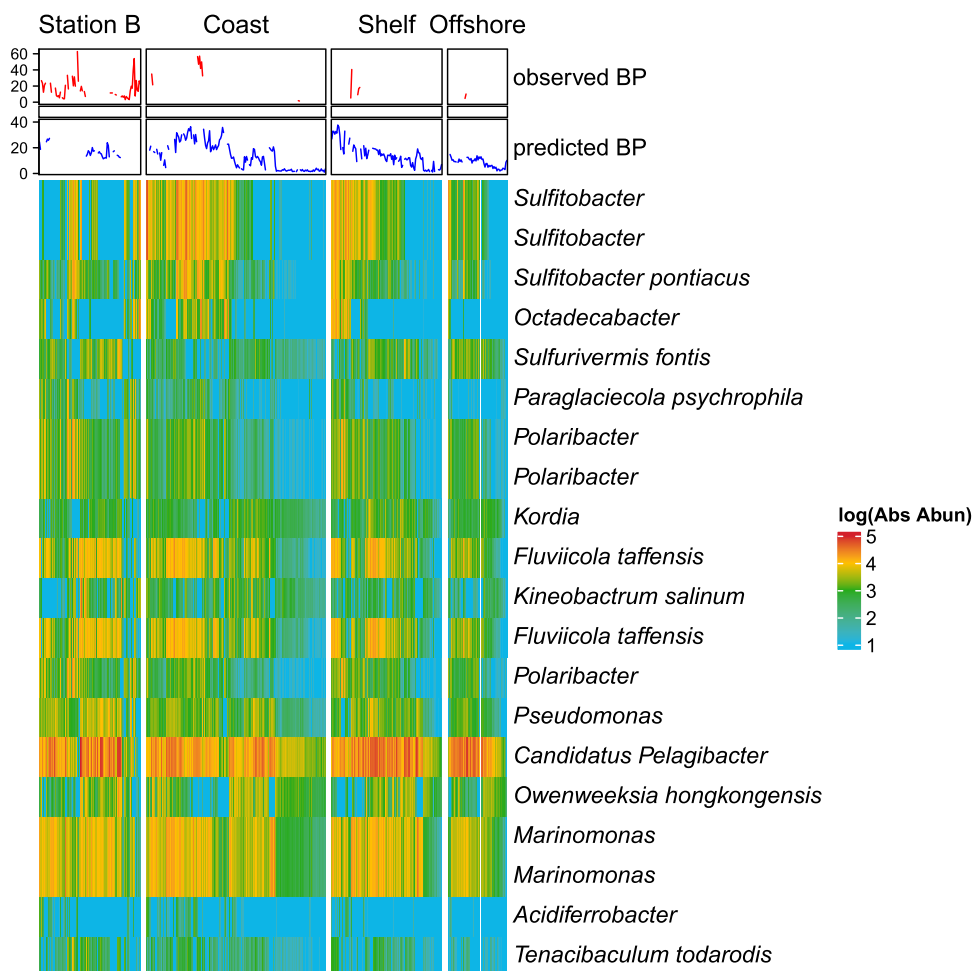 Station B Coast Shelf Offshore
60
40
20
0
observed BP
40
20
0
predicted BP
Sulfitobacter
Sulfitobacter
Sulfitobacter pontiacus
Octadecabacter
Sulfurivermis fontis
Paraglaciecola psychrophila
Polaribacter
Polaribacter
Kordia
Fluviicola taffensis
Kineobactrum salinum
Fluviicola taffensis
Polaribacter
Pseudomonas
Candidatus Pelagibacter
Owenweeksia hongkongensis
Marinomonas
Marinomonas
Acidiferrobacter
Tenacibaculum todarodis
log(Abs Abun)
5
4
3
2
1